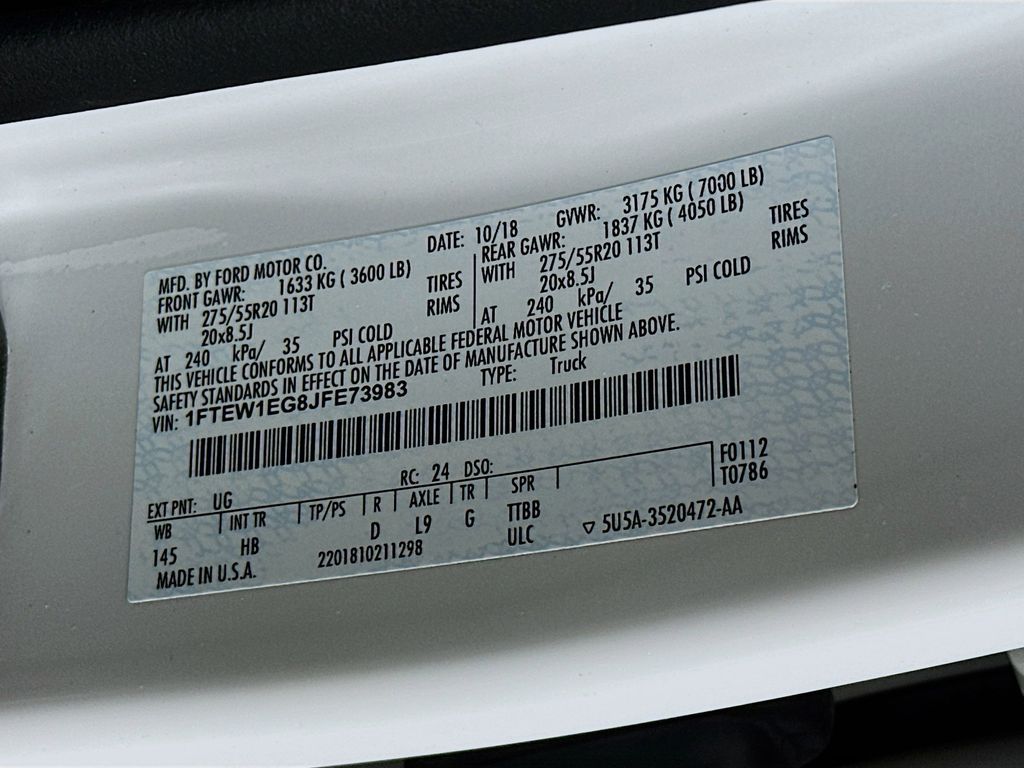 MFD. BY FORD MOTOR CO.
DATE: 10/18 GVWR: 3175 KG ( 7000 LB)
FRONT GAWR: 1633 KG ( 3600 LB)
REAR GAWR: 1837 KG ( 4050 LB)
WITH 275/55R20 113T TIRES
WITH 275/55R20 113T TIRES
20x8.5J RIMS
20x8.5J RIMS
AT 240 kPa/ 35 PSI COLD
AT 240 kPa/ 35 PSI COLD
THIS VEHICLE CONFORMS TO ALL APPLICABLE FEDERAL MOTOR VEHICLE
SAFETY STANDARDS IN EFFECT ON THE DATE OF MANUFACTURE SHOWN ABOVE.
VIN: 1FTEW1EG8JFE73983 TYPE: Truck
F0112
EXT PNT: UG RC: 24 DSO: T0786
WB INT TR TP/PS R AXLE TR SPR
145 HB D L9 G TTBB
2201810211298 ULC ▽ 5U5A-3520472-AA
MADE IN U.S.A.